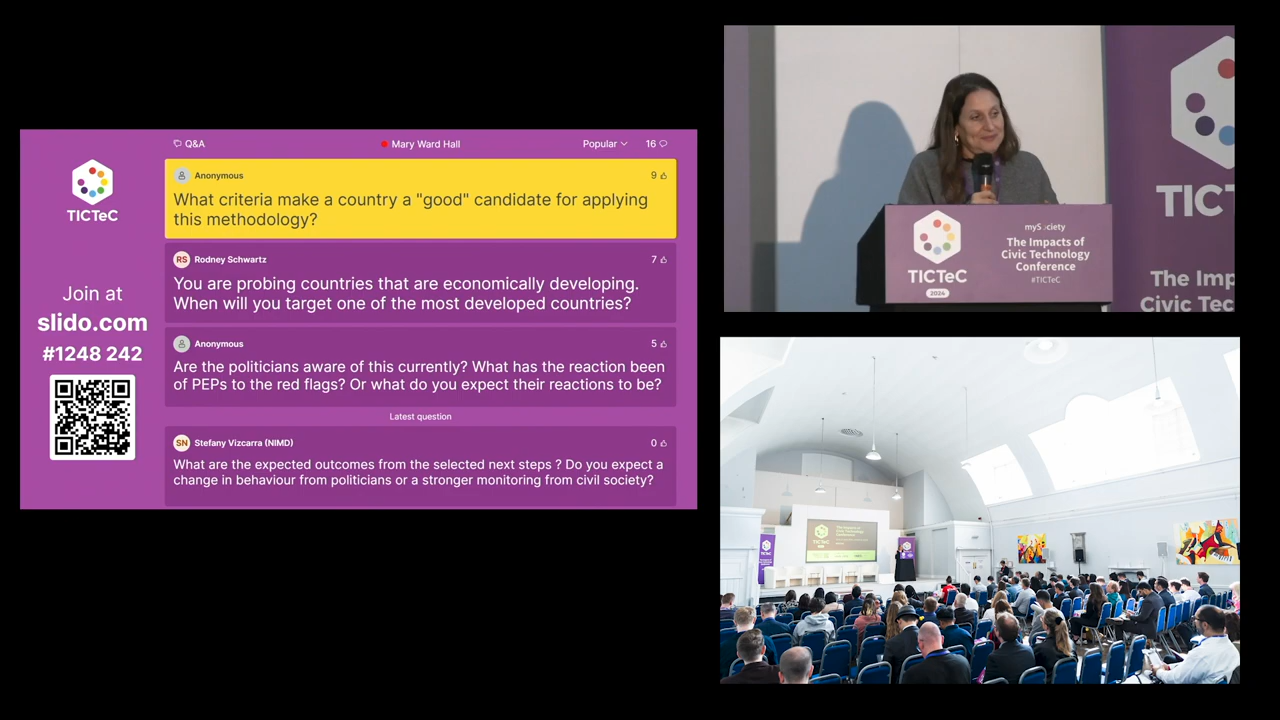 Q&A
Mary Ward Hall
Popular
16
TICTeC
Join at
slido.com
#1248 242
Anonymous
9
What criteria make a country a "good" candidate for applying
this methodology?
RS
Rodney Schwartz
7
You are probing countries that are economically developing.
When will you target one of the most developed countries?
Anonymous
5
Are the politicians aware of this currently? What has the reaction been
of PEPs to the red flags? Or what do you expect their reactions to be?
Latest question
SN
Stefany Vizcarra (NIMD)
0
What are the expected outcomes from the selected next steps ? Do you expect a
change in behaviour from politicians or a stronger monitoring from civil society?
TICTeC
2024
mySociety
The Impacts of
Civic Technology
Conference
#TICTeC
TIC
The Imp
Civic Tec
The Impacts of
Civic Technology
Conference